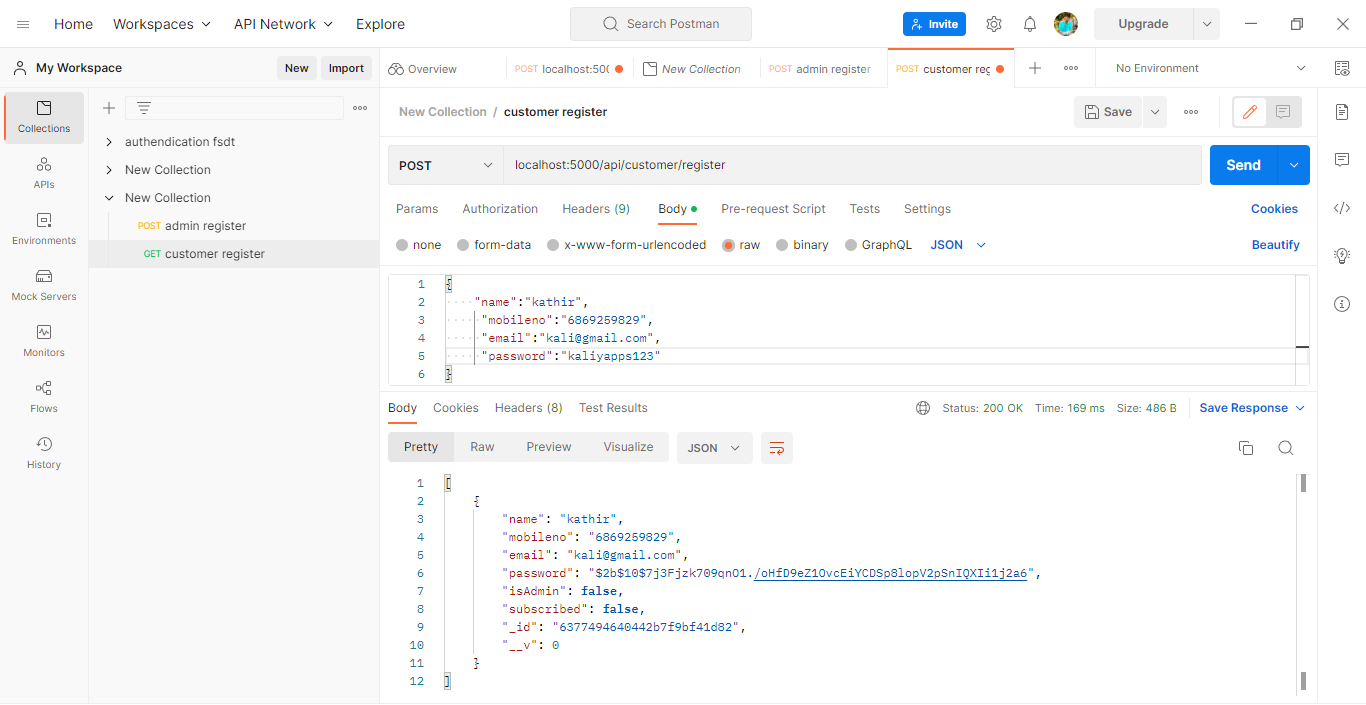 Home Workspaces API Network Explore Search Postman Invite Upgrade
My Workspace New Import Overview POST localhost:500 New Collection POST admin register POST customer reg No Environment
New Collection / customer register Save
Collections
APIs
Environments
Mock Servers
Monitors
Flows
History
authendication fsdt
New Collection
New Collection
POST admin register
GET customer register
POST localhost:5000/api/customer/register Send
Params Authorization Headers (9) Body Pre-request Script Tests Settings Cookies
none form-data x-www-form-urlencoded raw binary GraphQL JSON Beautify
1 {
2 "name":"kathir",
3 "mobileno":"6869259829",
4 "email":"kali@gmail.com",
5 "password":"kaliyapps123"
6 }
Body Cookies Headers (8) Test Results Status: 200 OK Time: 169 ms Size: 486 B Save Response
Pretty Raw Preview Visualize JSON
1 [
2 {
3 "name": "kathir",
4 "mobileno": "6869259829",
5 "email": "kali@gmail.com",
6 "password": "$2b$10$7j3Fjzk709qnO1./oHfD9eZ1OvcEiYCDSp8lopV2pSnIQXIi1j2a6",
7 "isAdmin": false,
8 "subscribed": false,
9 "_id": "6377494640442b7f9bf41d82",
10 "__v": 0
11 }
12 ]